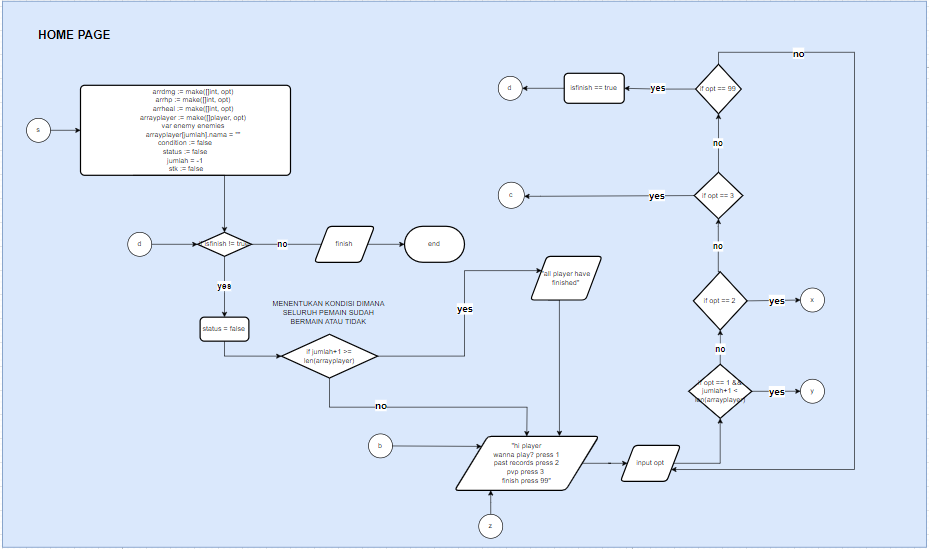 HOME PAGE
arrdmg := make([]int, opt)
arrhp := make([]int, opt)
arrheal := make([]int, opt)
arrayplayer := make([]player, opt)
var enemy enemies
arrayplayer[jumlah].nama = ""
condition := false
status := false
jumlah = -1
stk := false
s
d
if isfinish != true
no
finish
end
yes
status = false
MENENTUKAN KONDISI DIMANA
SELURUH PEMAIN SUDAH
BERMAIN ATAU TIDAK
if jumlah+1 >=
len(arrayplayer)
yes
no
"all player have
finished"
b
"hi player
wanna play? press 1
past records press 2
pvp press 3
finish press 99"
z
input opt
if opt == 1 &&
jumlah+1 <
len(arrayplayer)
yes
y
no
if opt == 2
yes
x
no
if opt == 3
yes
c
no
if opt == 99
yes
isfinish == true
d
no